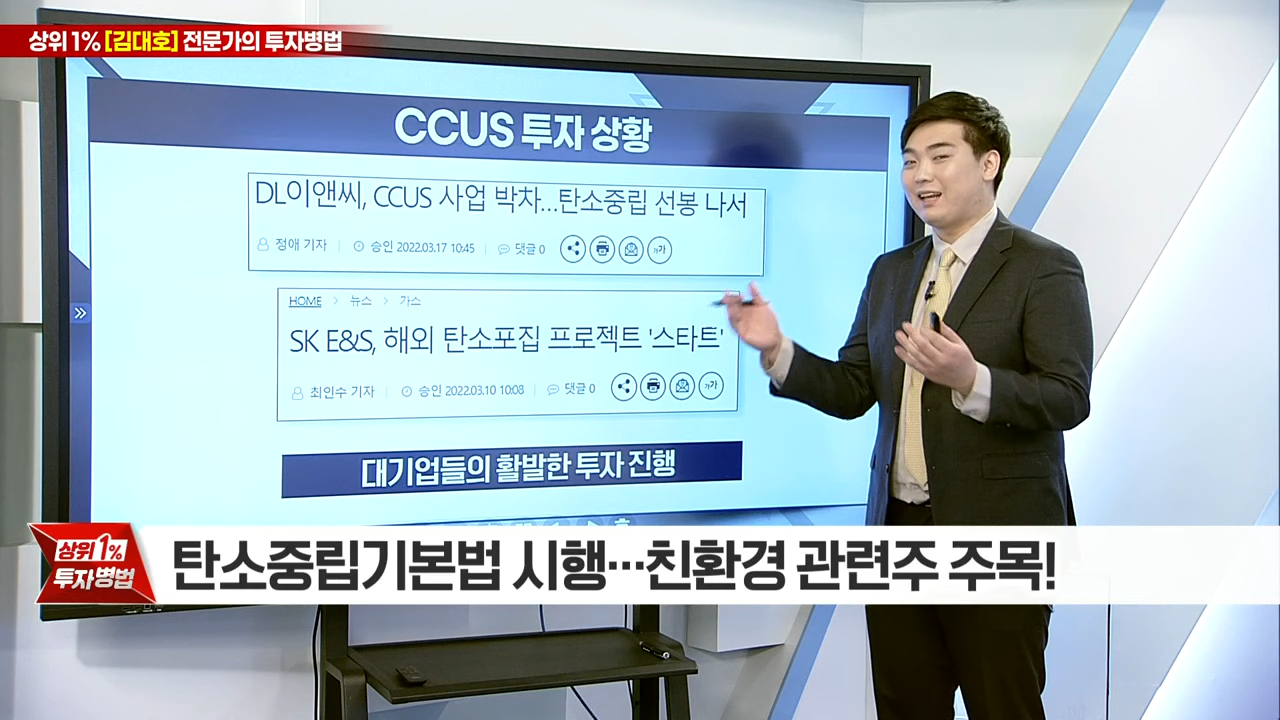 상위 1% [김대호] 전문가의 투자병법
CCUS 투자 상황
DL이앤씨, CCUS 사업 박차...탄소중립 선봉 나서
정애 기자 승인 2022.03.17 10:45 댓글 0 가가
HOME > 뉴스 > 가스
SK E&S, 해외 탄소포집 프로젝트 '스타트'
최인수 기자 승인 2022.03.10 10:08 댓글 0 가가
대기업들의 활발한 투자 진행
상위 1%
투자병법
탄소중립기본법 시행…친환경 관련주 주목!